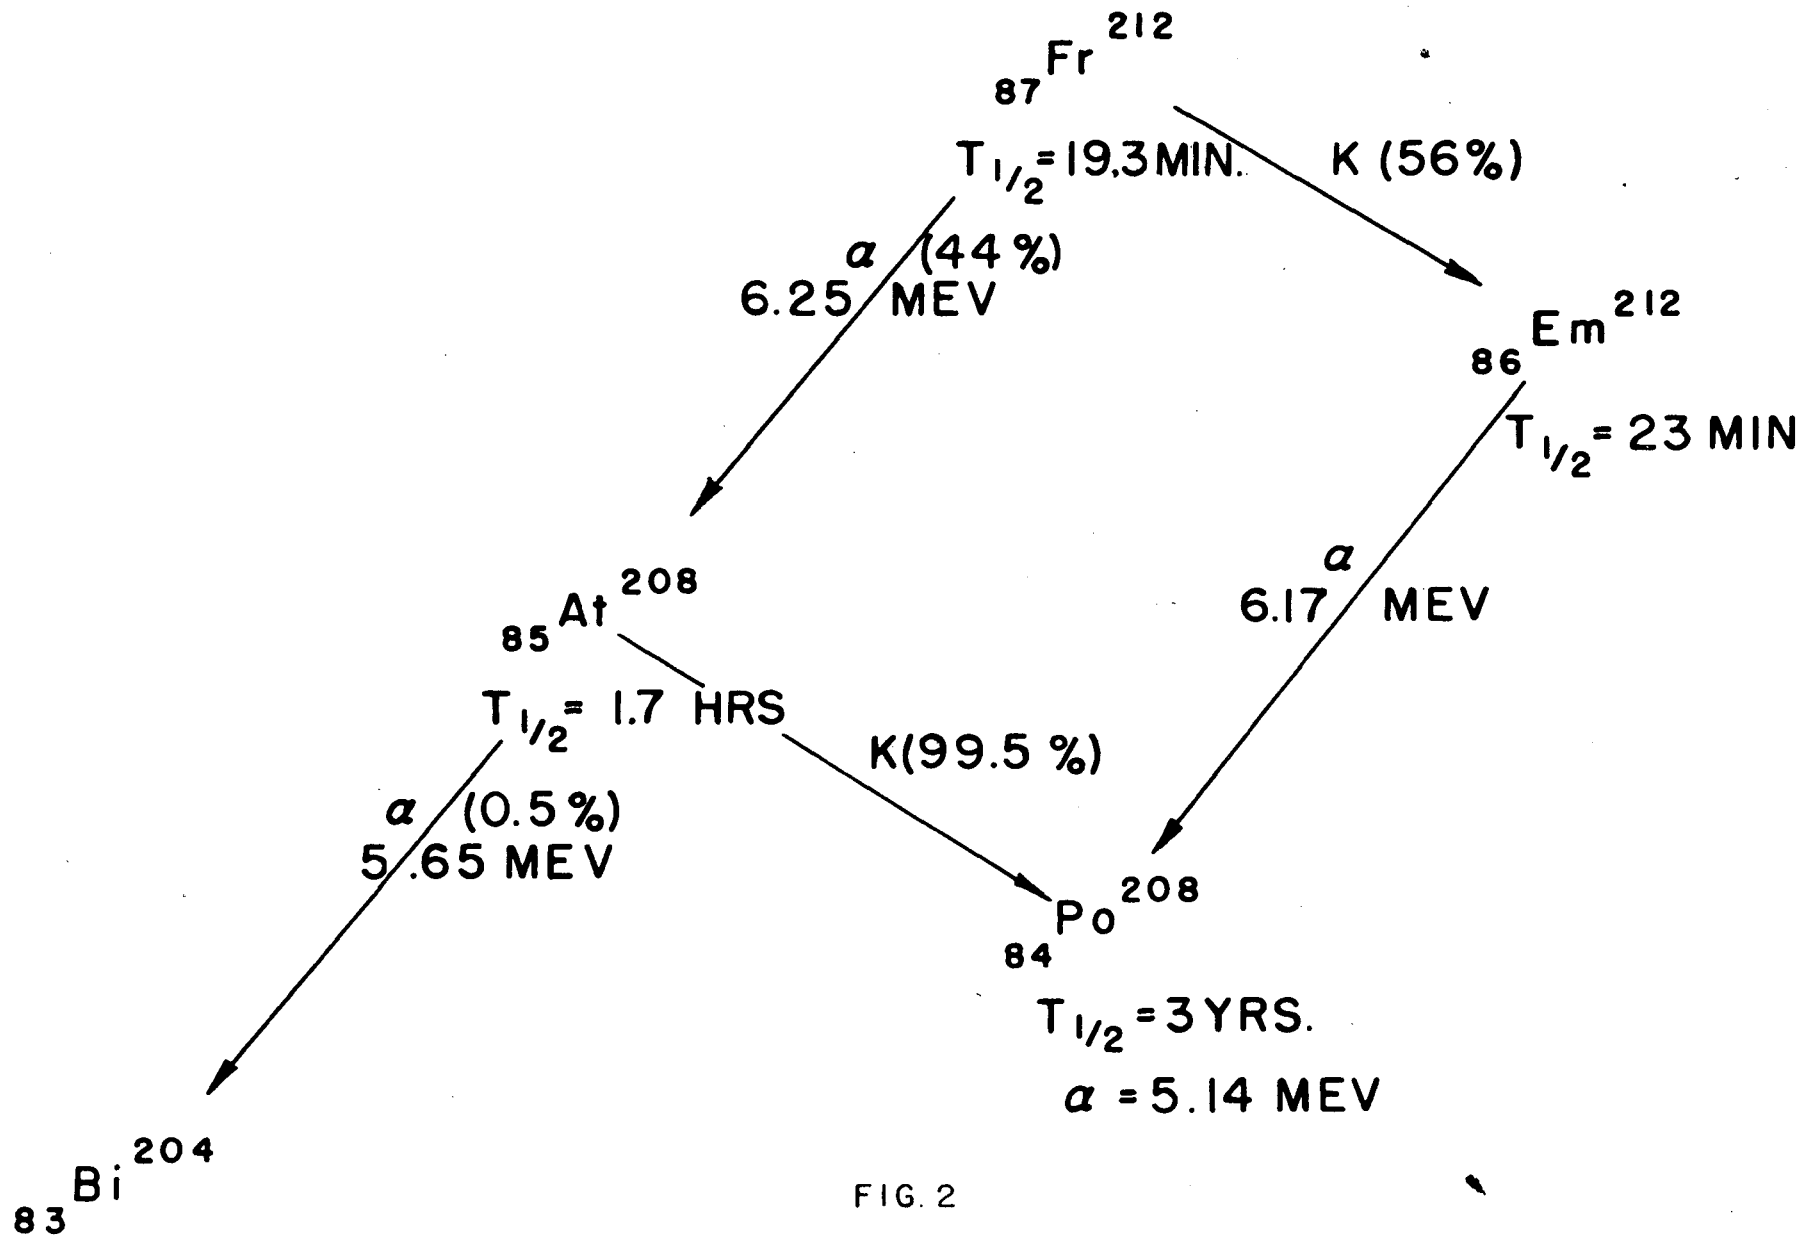 87Fr212
T1/2=19.3 MIN.
K (56%)
α (44%)
6.25 MEV
86Em212
T1/2= 23 MIN
α
6.17 MEV
85At208
T1/2= 1.7 HRS
K(99.5 %)
α (0.5%)
5.65 MEV
84Po208
T1/2=3YRS.
α =5.14 MEV
83Bi204
FIG. 2